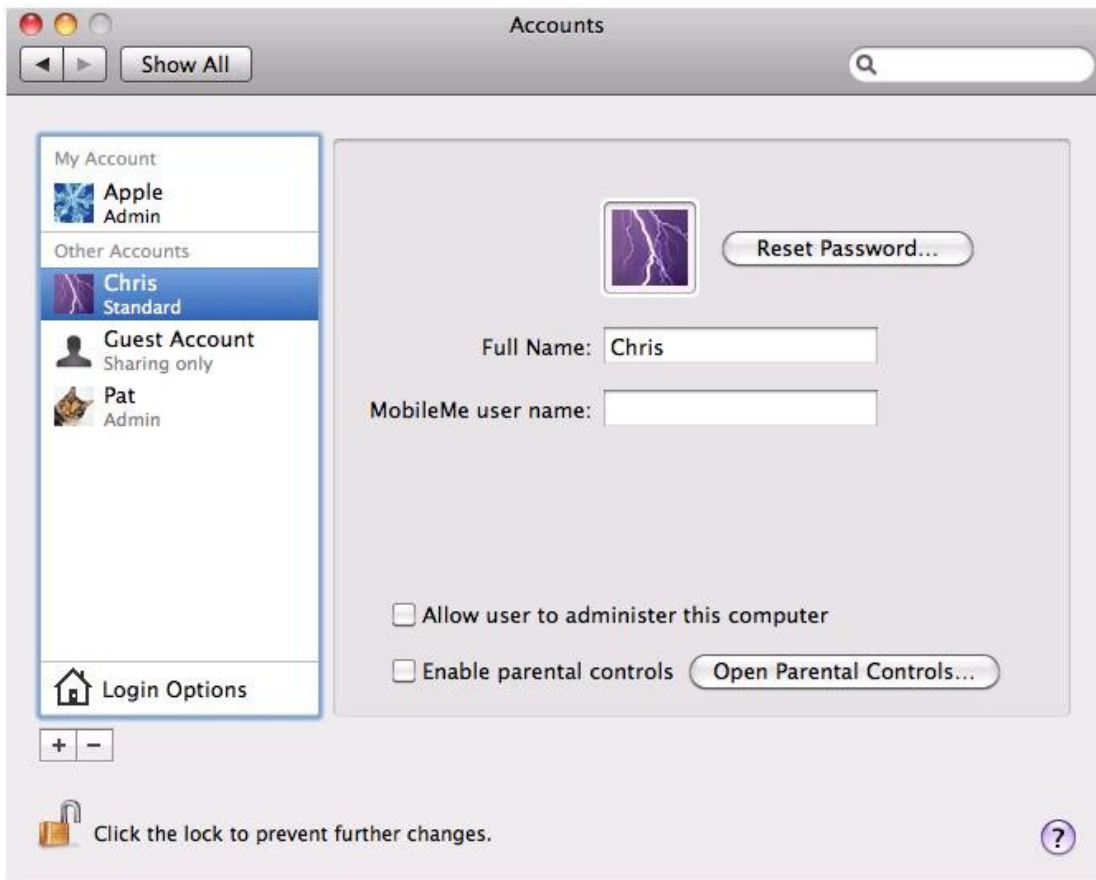 Accounts
Show All
My Account
Apple
Admin
Other Accounts
Chris
Standard
Guest Account
Sharing only
Pat
Admin
Login Options
+ −
Reset Password...
Full Name: Chris
MobileMe user name:
Allow user to administer this computer
Enable parental controls Open Parental Controls...
Click the lock to prevent further changes.
?